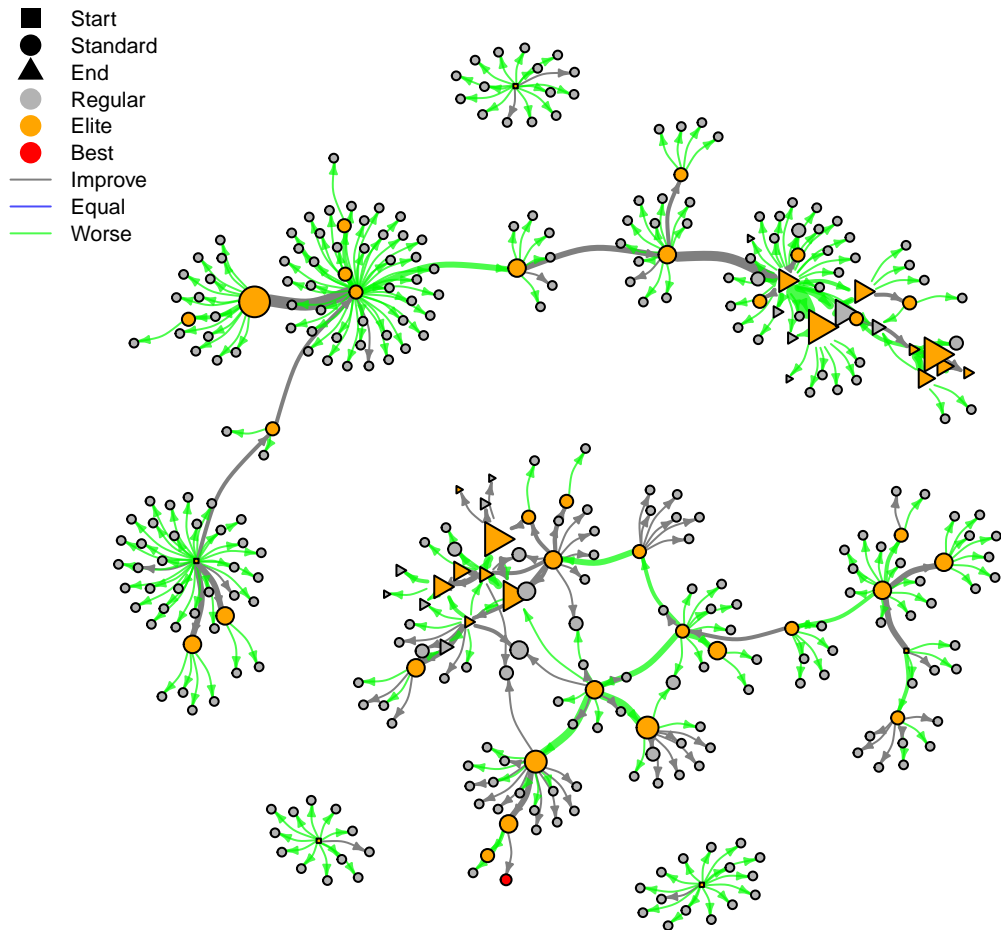 Start
Standard
End
Regular
Elite
Best
Improve
Equal
Worse